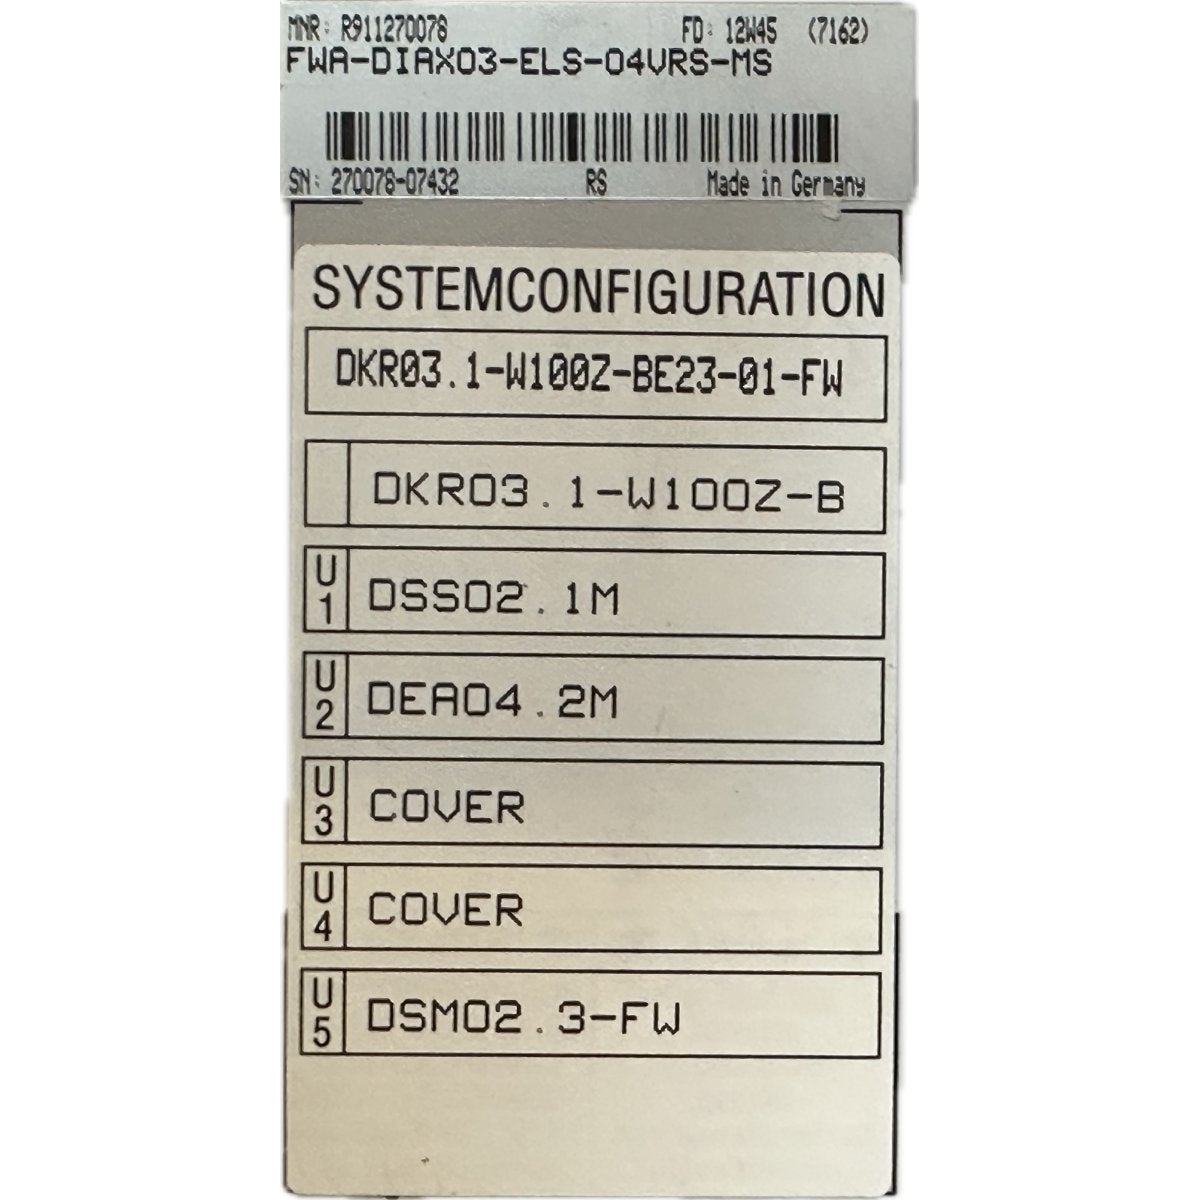 MNR: R911270078 FD: 12W45 (7162)
FWA-DIAX03-ELS-04VRS-MS
SN: 270078-07432 RS Made in Germany
SYSTEMCONFIGURATION
DKR03.1-W100Z-BE23-01-FW
DKR03.1-W100Z-B
U1 DSS02.1M
U2 DEA04.2M
U3 COVER
U4 COVER
U5 DSM02.3-FW